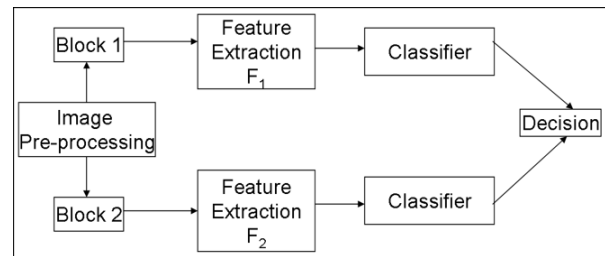 Block 1
Feature
Extraction
F₁
Classifier
Image
Pre-processing
Decision
Block 2
Feature
Extraction
F₂
Classifier